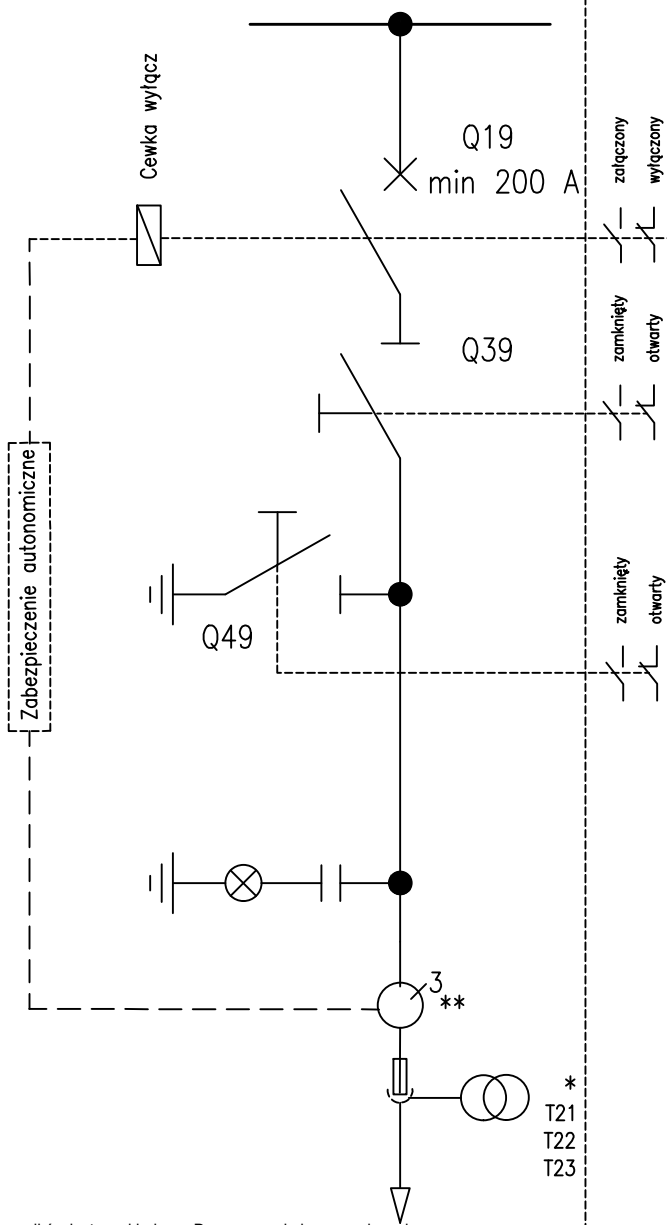 Cewka wyłącz
Q19
min 200 A
załączony
wyłączony
Q39
zamknięty
otwarty
Zabezpieczenie autonomiczne
Q49
zamknięty
otwarty
3
**
*
T21
T22
T23